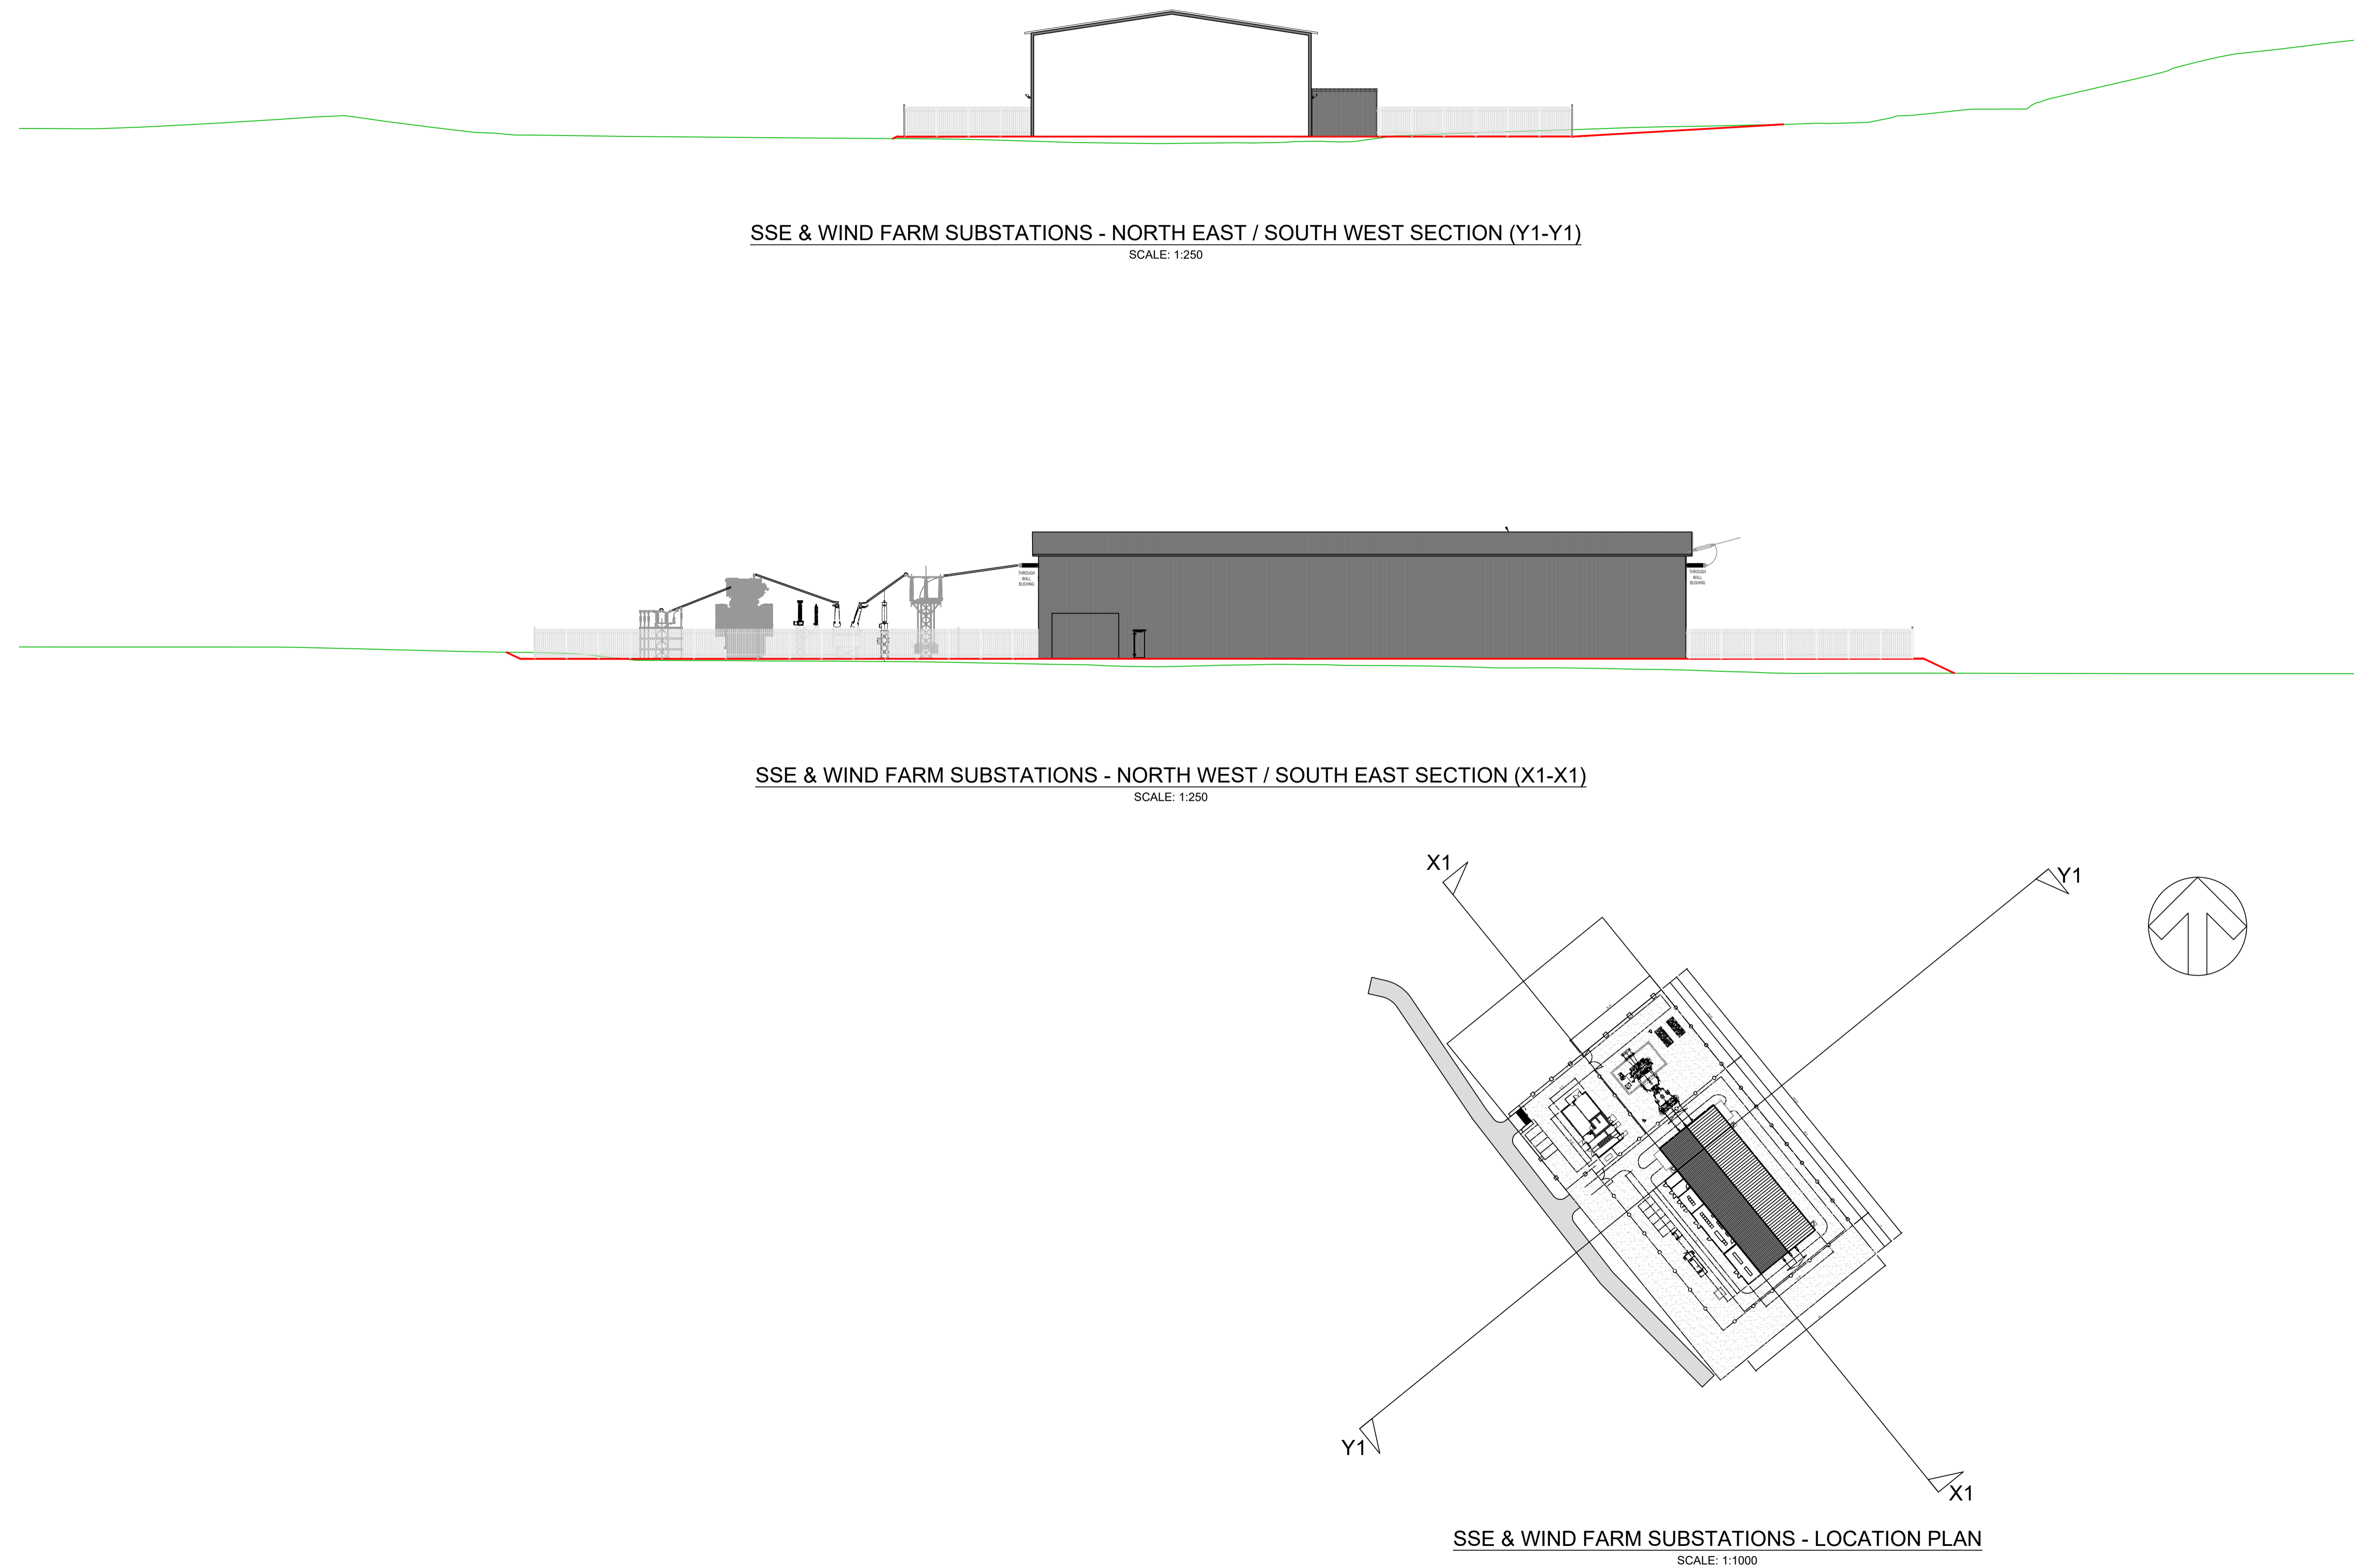 SSE & WIND FARM SUBSTATIONS - NORTH EAST / SOUTH WEST SECTION (Y1-Y1)
SCALE: 1:250
THROUGH
WALL
BUSHING
THROUGH
WALL
BUSHING
SSE & WIND FARM SUBSTATIONS - NORTH WEST / SOUTH EAST SECTION (X1-X1)
SCALE: 1:250
X1
Y1
Y1
X1
SSE & WIND FARM SUBSTATIONS - LOCATION PLAN
SCALE: 1:1000